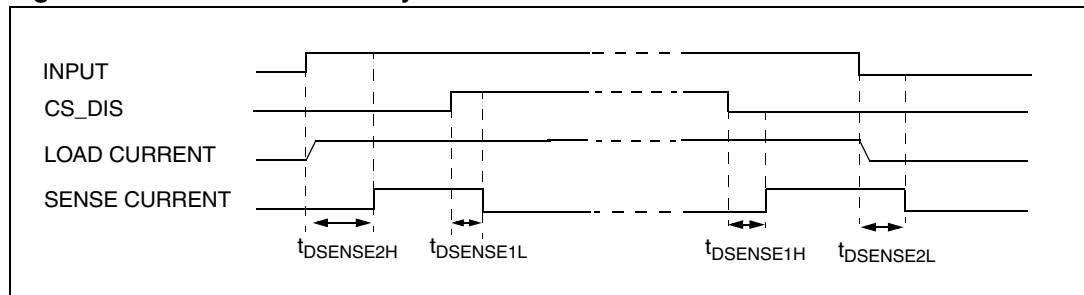 INPUT
CS_DIS
LOAD CURRENT
SENSE CURRENT
tDSENSE2H tDSENSE1L tDSENSE1H tDSENSE2L